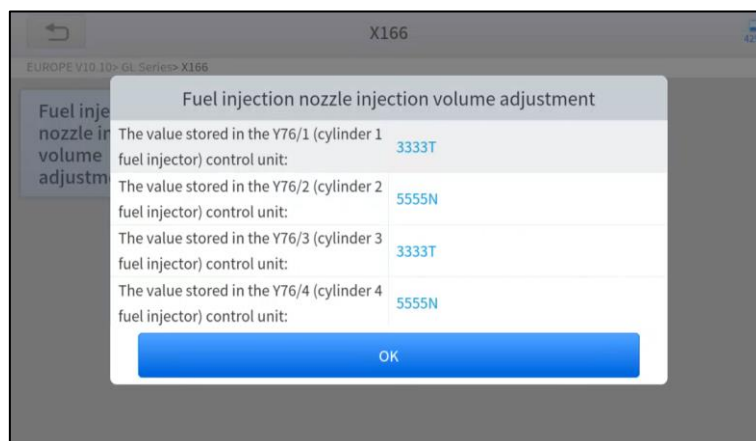 X166
42%
EUROPE V10.10> GL Series> X166
Fuel inje
nozzle in
volume
adjustm
Fuel injection nozzle injection volume adjustment
The value stored in the Y76/1 (cylinder 1
fuel injector) control unit:
3333T
The value stored in the Y76/2 (cylinder 2
fuel injector) control unit:
5555N
The value stored in the Y76/3 (cylinder 3
fuel injector) control unit:
3333T
The value stored in the Y76/4 (cylinder 4
fuel injector) control unit:
5555N
OK